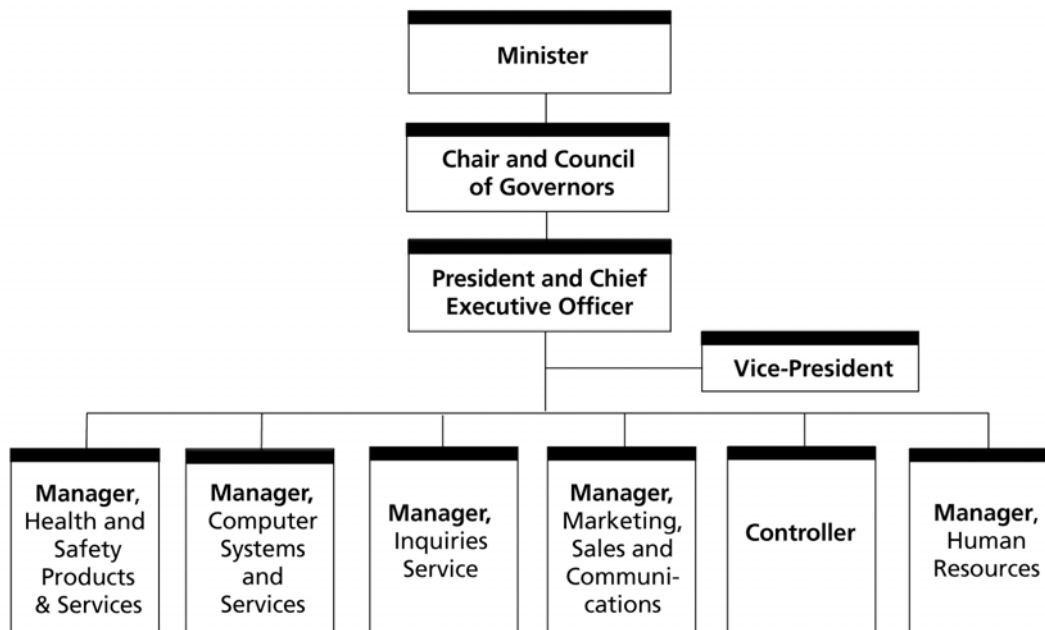 Minister
Chair and Council
of Governors
President and Chief
Executive Officer
Vice-President
Manager,
Health and
Safety
Products
& Services
Manager,
Computer
Systems
and
Services
Manager,
Inquiries
Service
Manager,
Marketing,
Sales and
Communi-
cations
Controller
Manager,
Human
Resources